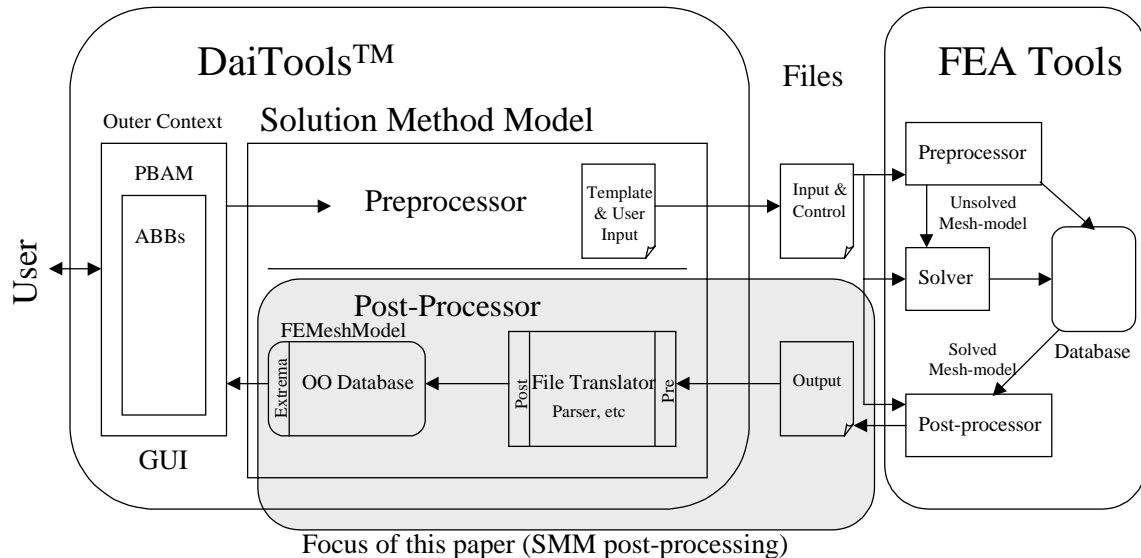 DaiTools™
Files
FEA Tools
Outer Context
Solution Method Model
PBAM
ABBs
Preprocessor
Template
& User
Input
Input &
Control
Preprocessor
Unsolved
Mesh-model
User
Solver
Post-Processor
FEMeshModel
Extrema
OO Database
Post
File Translator
Parser, etc
Pre
Output
Solved
Mesh-model
Database
Post-processor
GUI
Focus of this paper (SMM post-processing)